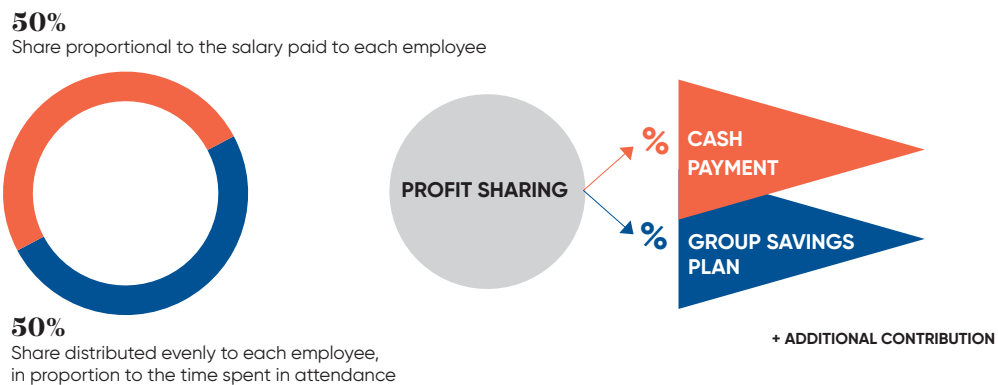 50%
Share proportional to the salary paid to each employee
50%
Share distributed evenly to each employee,
in proportion to the time spent in attendance
PROFIT SHARING
%
CASH
PAYMENT
%
GROUP SAVINGS
PLAN
+ ADDITIONAL CONTRIBUTION